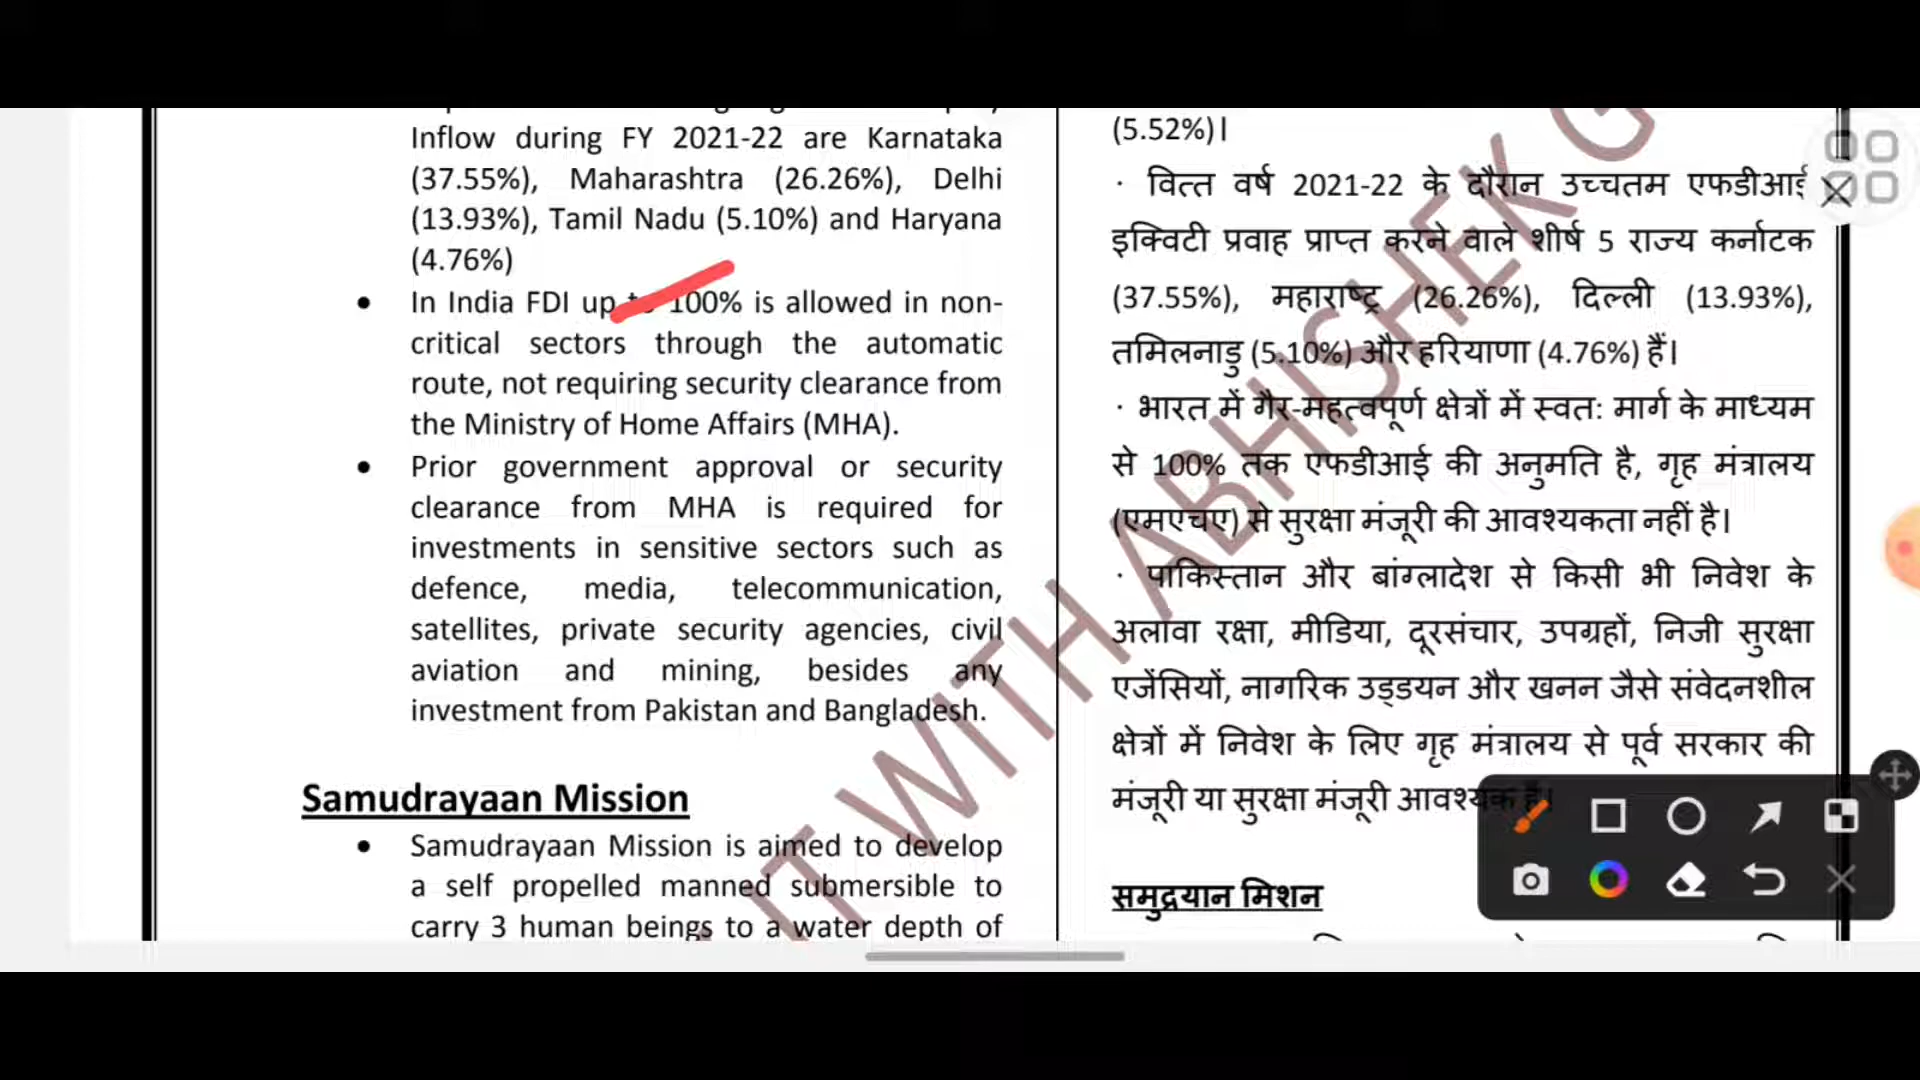 Inflow during FY 2021-22 are Karnataka
(37.55%), Maharashtra (26.26%), Delhi
(13.93%), Tamil Nadu (5.10%) and Haryana
(4.76%)
• In India FDI up 100% is allowed in non-
critical sectors through the automatic
route, not requiring security clearance from
the Ministry of Home Affairs (MHA).
• Prior government approval or security
clearance from MHA is required for
investments in sensitive sectors such as
defence, media, telecommunication,
satellites, private security agencies, civil
aviation and mining, besides any
investment from Pakistan and Bangladesh.
Samudrayaan Mission
• Samudrayaan Mission is aimed to develop
a self propelled manned submersible to
carry 3 human beings to a water depth of
(5.52%)।
· वित्त वर्ष 2021-22 के दौरान उच्चतम एफडीआई
इक्विटी प्रवाह प्राप्त करने वाले शीर्ष 5 राज्य कर्नाटक
(37.55%), महाराष्ट्र (26.26%), दिल्ली (13.93%),
तमिलनाडु (5.10%) और हरियाणा (4.76%) हैं।
· भारत में गैर-महत्वपूर्ण क्षेत्रों में स्वत: मार्ग के माध्यम
से 100% तक एफडीआई की अनुमति है, गृह मंत्रालय
(एमएचए) से सुरक्षा मंजूरी की आवश्यकता नहीं है।
· पाकिस्तान और बांग्लादेश से किसी भी निवेश के
अलावा रक्षा, मीडिया, दूरसंचार, उपग्रहों, निजी सुरक्षा
एजेंसियों, नागरिक उड्डयन और खनन जैसे संवेदनशील
क्षेत्रों में निवेश के लिए गृह मंत्रालय से पूर्व सरकार की
मंजूरी या सुरक्षा मंजूरी आवश्यक है।
समुद्रयान मिशन
IT WITH ABHISHEK G